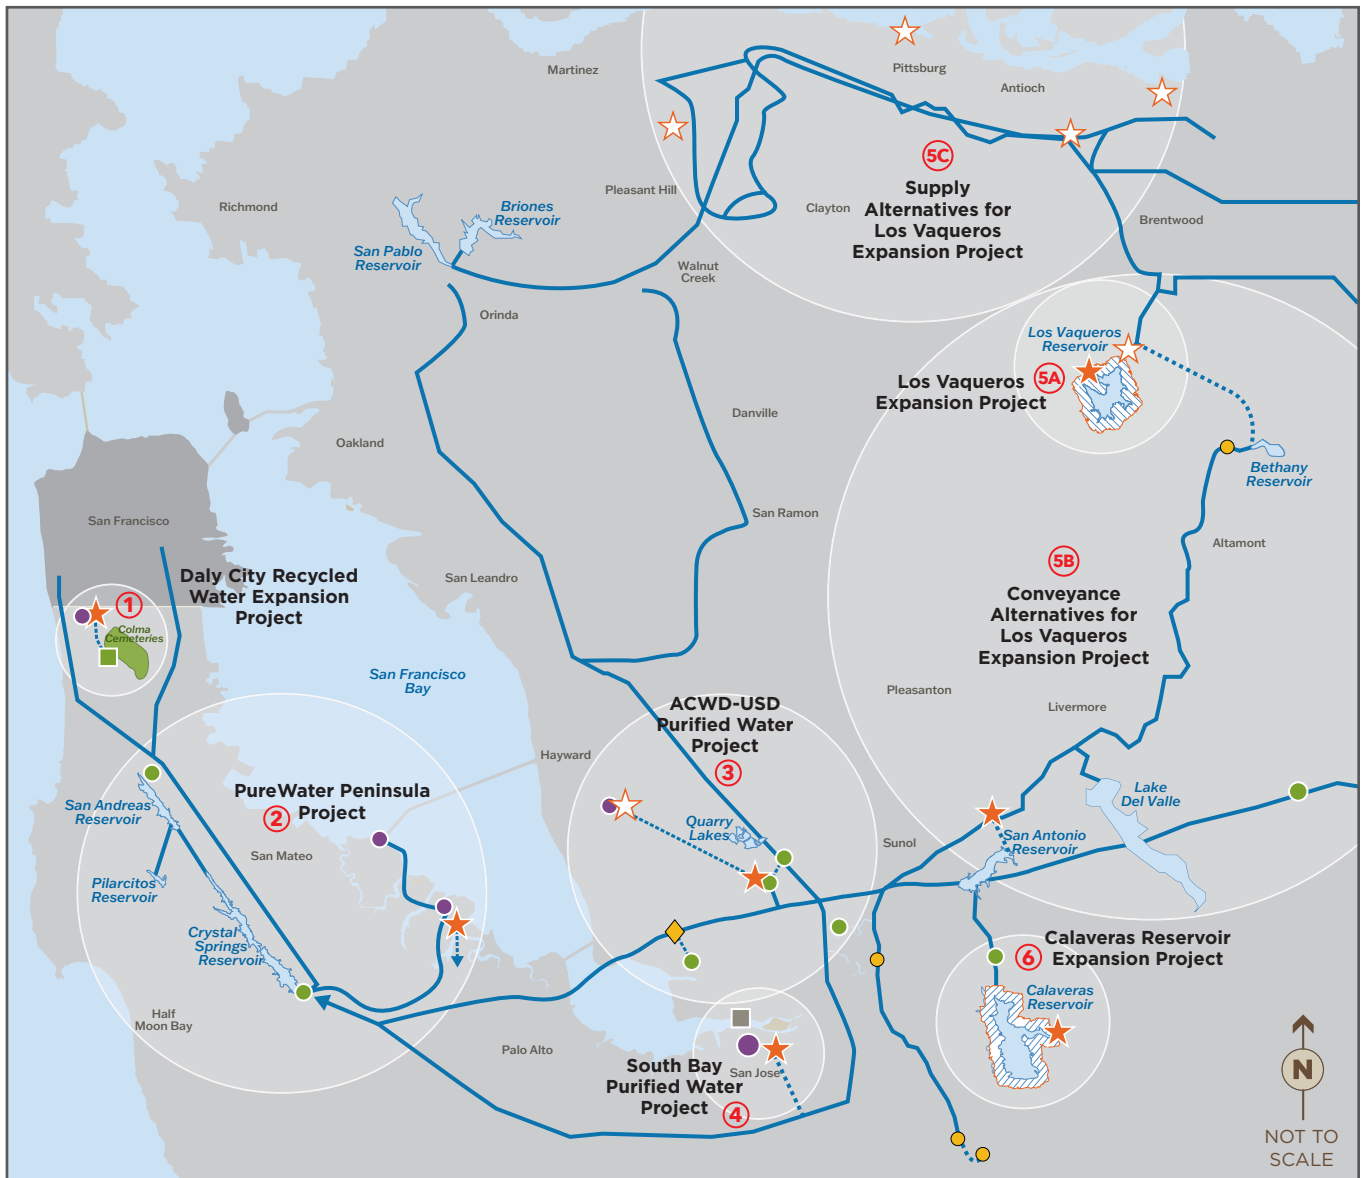 Martinez
Pittsburg
Antioch
5C
Supply
Alternatives for
Los Vaqueros
Expansion Project
Pleasant Hill
Clayton
Richmond
Briones
Reservoir
San Pablo
Reservoir
Brentwood
Walnut
Creek
Orinda
Los Vaqueros
Reservoir
5A
Los Vaqueros
Expansion Project
Danville
Oakland
Bethany
Reservoir
San Ramon
San Francisco
Altamont
5B
Conveyance
Alternatives for
Los Vaqueros
Expansion Project
San Leandro
Daly City Recycled
Water Expansion
Project
1
Colma
Cemeteries
San Francisco
Bay
Pleasanton
Livermore
ACWD-USD
Purified Water
Project
3
Hayward
PureWater Peninsula
Project
2
San Andreas
Reservoir
Lake
Del Valle
Quarry
Lakes
Sunol
San Antonio
Reservoir
San Mateo
Pilarcitos
Reservoir
Crystal
Springs
Reservoir
6
Calaveras Reservoir
Expansion Project
Calaveras
Reservoir
Half
Moon Bay
Palo Alto
San Jose
South Bay
Purified Water
Project
4
N
NOT TO
SCALE